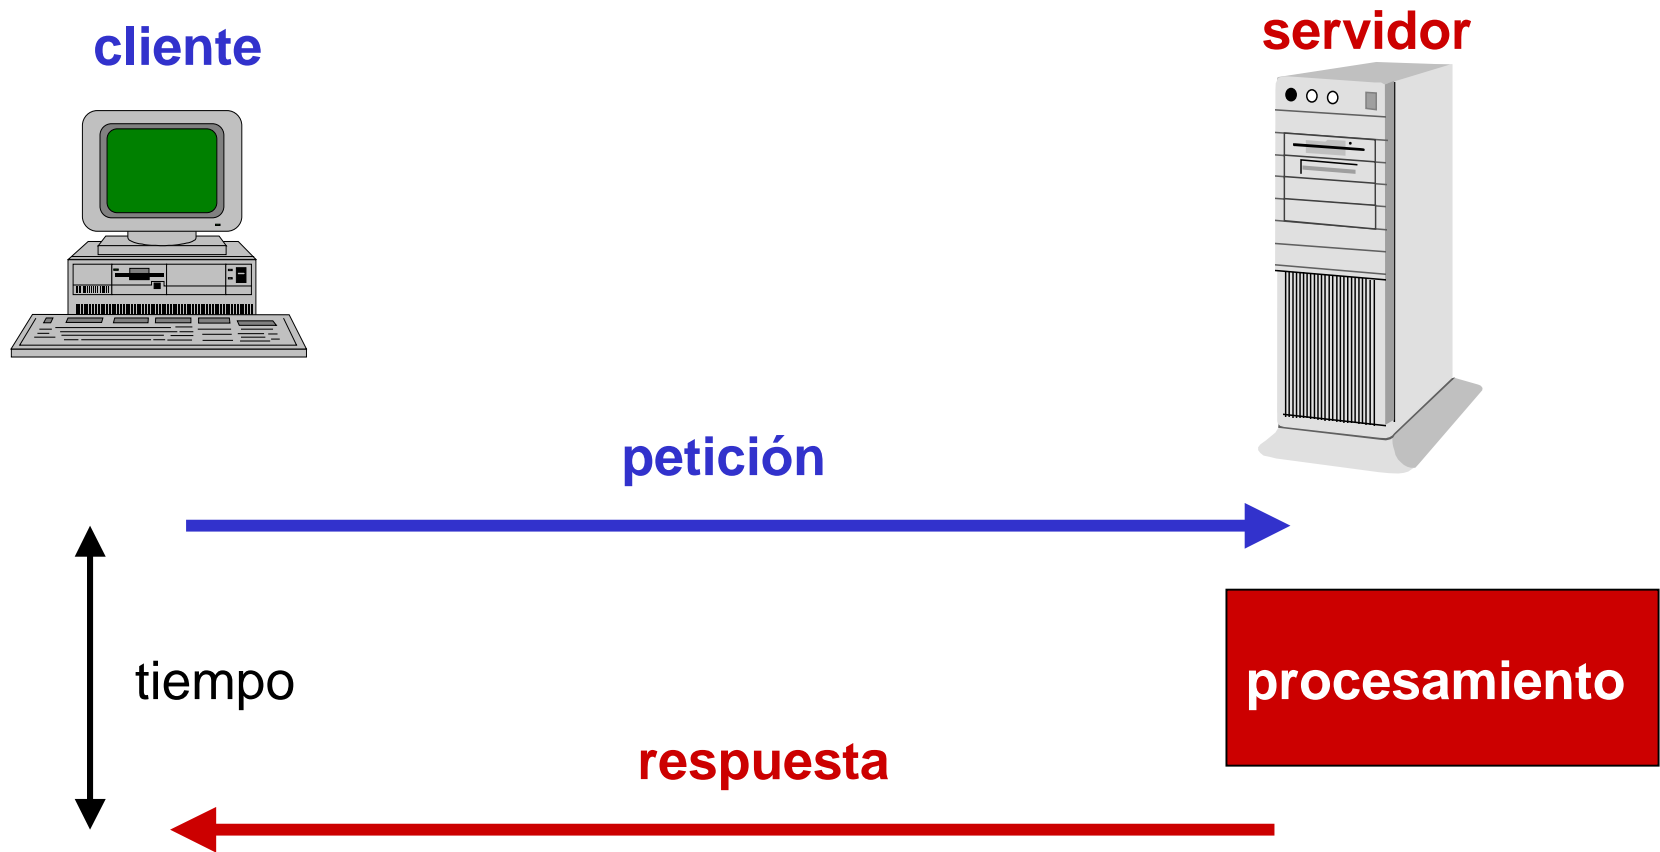 cliente
servidor
petición
tiempo
procesamiento
respuesta